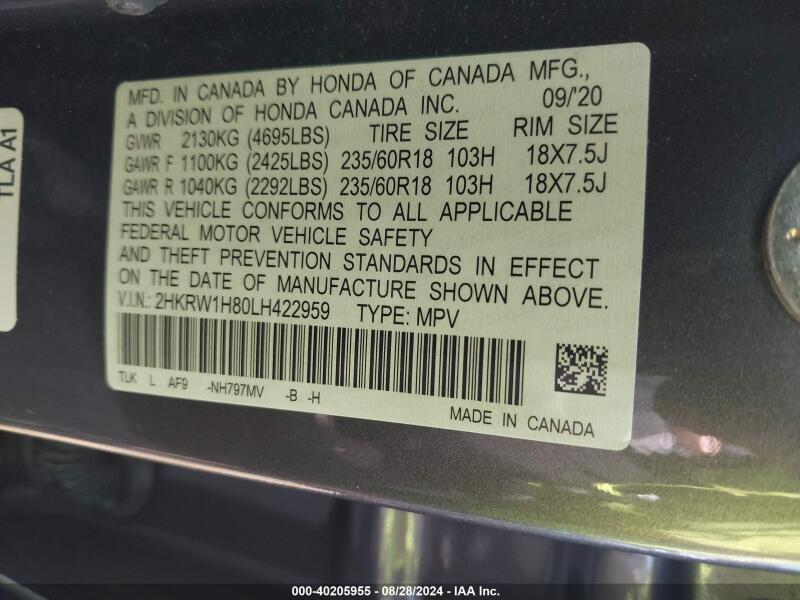 TLA A1
MFD. IN CANADA BY HONDA OF CANADA MFG.,
A DIVISION OF HONDA CANADA INC. 09/'20
GVWR 2130KG (4695LBS) TIRE SIZE RIM SIZE
GAWR F 1100KG (2425LBS) 235/60R18 103H 18X7.5J
GAWR R 1040KG (2292LBS) 235/60R18 103H 18X7.5J
THIS VEHICLE CONFORMS TO ALL APPLICABLE
FEDERAL MOTOR VEHICLE SAFETY
AND THEFT PREVENTION STANDARDS IN EFFECT
ON THE DATE OF MANUFACTURE SHOWN ABOVE.
V.I.N.: 2HKRW1H80LH422959 TYPE: MPV
TLK L AF9 -NH797MV -B -H
MADE IN CANADA
000-40205955 - 08/28/2024 - IAA Inc.